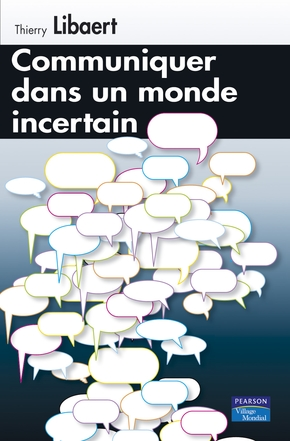 Thierry Libaert
Communiquer
dans un monde
incertain
PEARSON
Village
Mondial